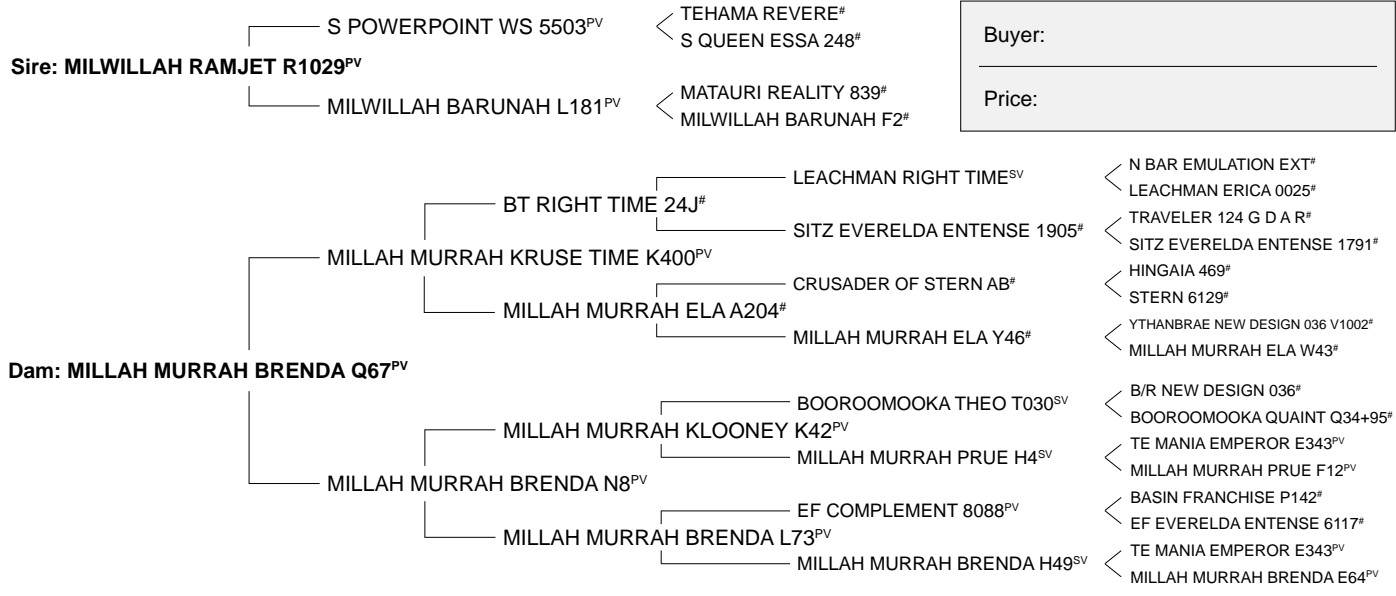 TEHAMA REVERE#
S POWERPOINT WS 5503PV
S QUEEN ESSA 248#
Buyer:
Sire: MILWILLAH RAMJET R1029PV
MATAURI REALITY 839#
MILWILLAH BARUNAH L181PV
MILWILLAH BARUNAH F2#
Price:
N BAR EMULATION EXT#
LEACHMAN RIGHT TIMESV
LEACHMAN ERICA 0025#
BT RIGHT TIME 24J#
TRAVELER 124 G D A R#
SITZ EVERELDA ENTENSE 1905#
SITZ EVERELDA ENTENSE 1791#
MILLAH MURRAH KRUSE TIME K400PV
HINGAIA 469#
CRUSADER OF STERN AB#
STERN 6129#
MILLAH MURRAH ELA A204#
YTHANBRAE NEW DESIGN 036 V1002#
MILLAH MURRAH ELA Y46#
MILLAH MURRAH ELA W43#
Dam: MILLAH MURRAH BRENDA Q67PV
B/R NEW DESIGN 036#
BOOROOMOOKA THEO T030SV
BOOROOMOOKA QUAINT Q34+95#
MILLAH MURRAH KLOONEY K42PV
TE MANIA EMPEROR E343PV
MILLAH MURRAH PRUE H4SV
MILLAH MURRAH PRUE F12PV
MILLAH MURRAH BRENDA N8PV
BASIN FRANCHISE P142#
EF COMPLEMENT 8088PV
EF EVERELDA ENTENSE 6117#
MILLAH MURRAH BRENDA L73PV
TE MANIA EMPEROR E343PV
MILLAH MURRAH BRENDA H49SV
MILLAH MURRAH BRENDA E64PV